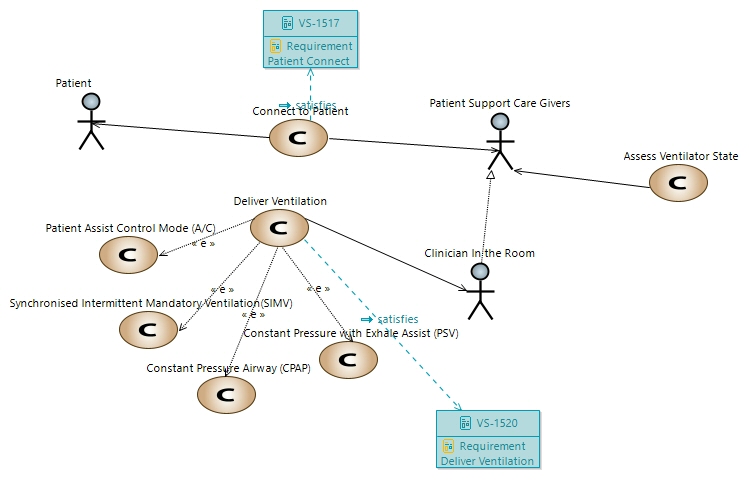 VS-1517
Requirement
Patient Connect
Patient
satisfies
Connect to Patient
Patient Support Care Givers
Assess Ventilator State
Deliver Ventilation
Patient Assist Control Mode (A/C)
« e »
Clinician In the Room
« e »
« e »
Synchronised Intermittent Mandatory Ventilation(SIMV)
« e »
satisfies
Constant Pressure with Exhale Assist (PSV)
Constant Pressure Airway (CPAP)
VS-1520
Requirement
Deliver Ventilation
C
C
C
C
C
C
C